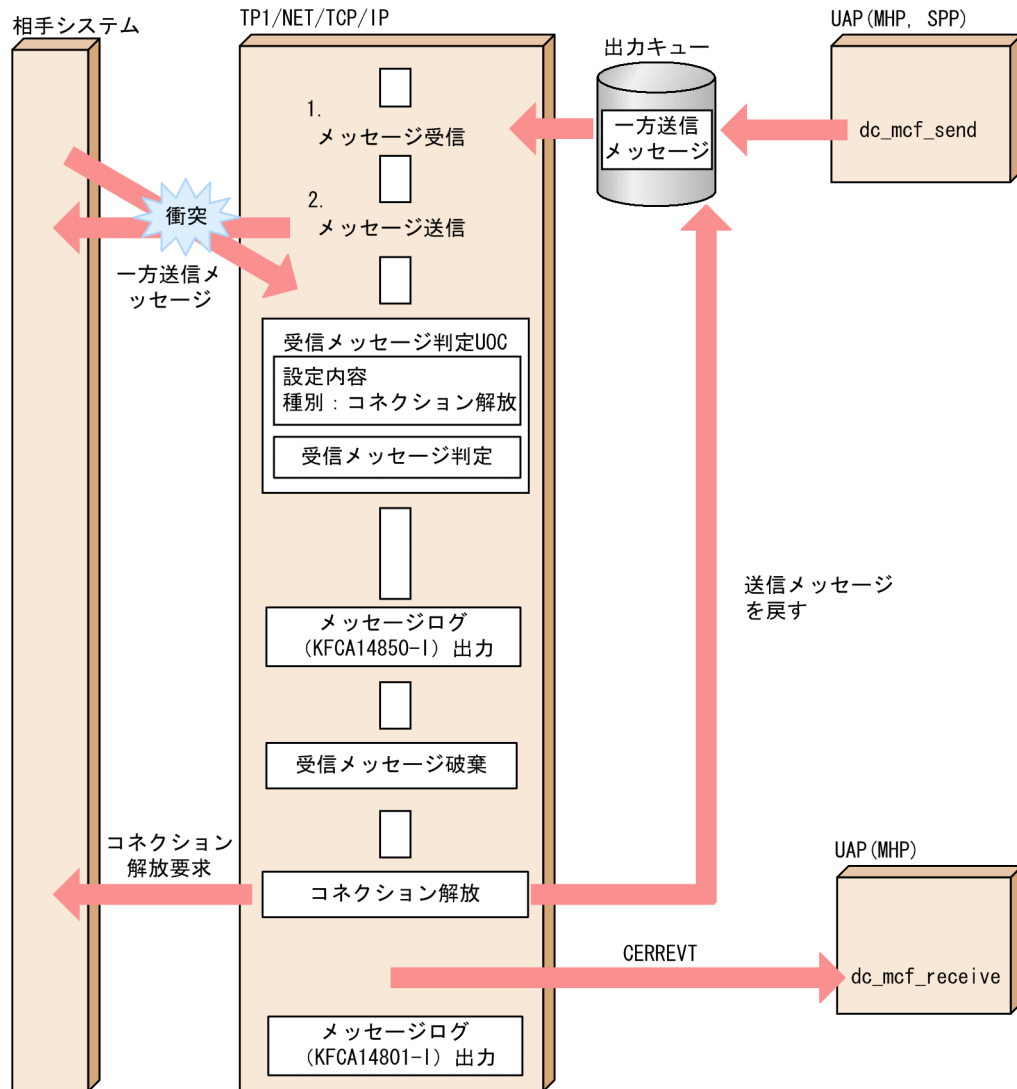 相手システム
TP1/NET/TCP/IP
UAP(MHP, SPP)
出力キュー
1.
メッセージ受信
一方送信
メッセージ
dc_mcf_send
2.
メッセージ送信
衝突
一方送信メ
ッセージ
受信メッセージ判定UOC
設定内容
種別：コネクション解放
受信メッセージ判定
送信メッセージ
を戻す
メッセージログ
(KFCA14850-I) 出力
受信メッセージ破棄
コネクション
解放要求
コネクション解放
UAP(MHP)
CERREVT
dc_mcf_receive
メッセージログ
(KFCA14801-I) 出力